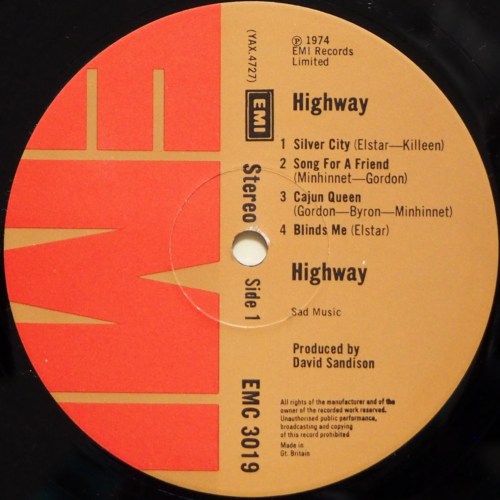 ℗ 1974
EMI Records
Limited
Highway
1 Silver City (Elstar—Killeen)
2 Song For A Friend
(Minhinnet—Gordon)
3 Cajun Queen
(Gordon—Byron—Minhinnet)
4 Blinds Me (Elstar)
Highway
Sad Music
Produced by
David Sandison
All rights of the manufacturer and of the
owner of the recorded work reserved.
Unauthorised public performance,
broadcasting and copying
of this record prohibited
Made in
Gt. Britain
(YAX.4727)
EMI
Stereo
Side 1
EMC 3019
EMI